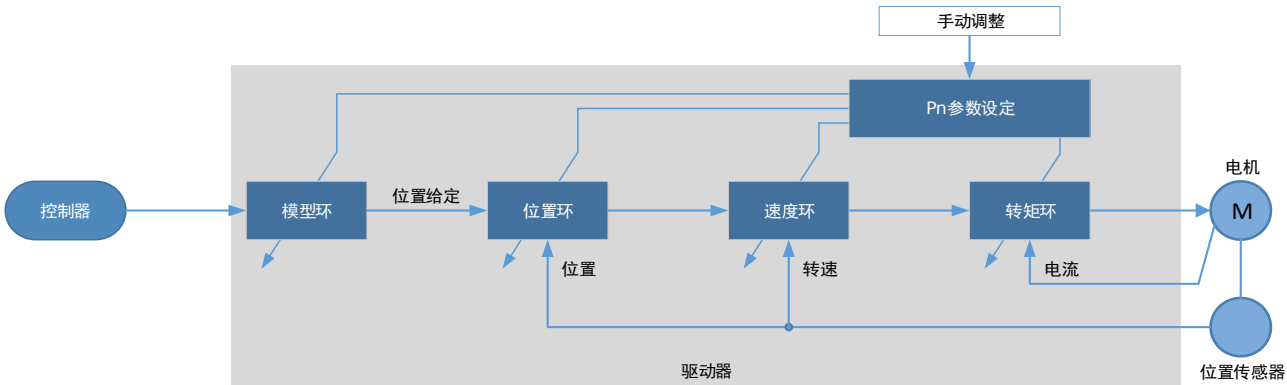 手动调整
Pn参数设定
电机
控制器
模型环
位置给定
位置环
速度环
转矩环
M
位置
转速
电流
驱动器
位置传感器